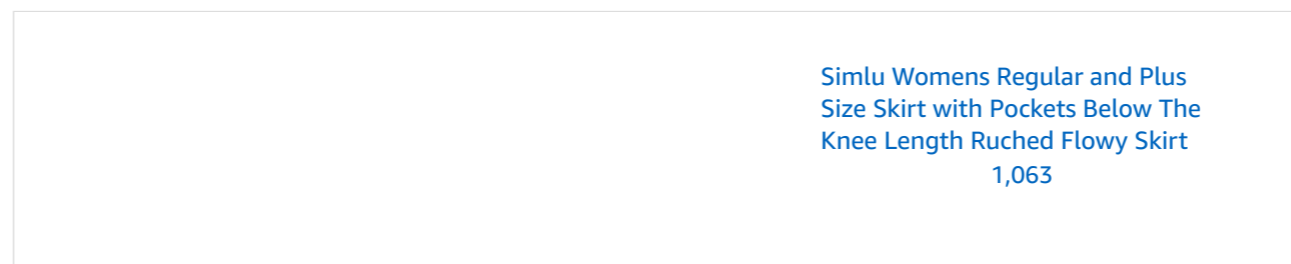 Simlu Womens Regular and Plus
Size Skirt with Pockets Below The
Knee Length Ruched Flowy Skirt
1,063